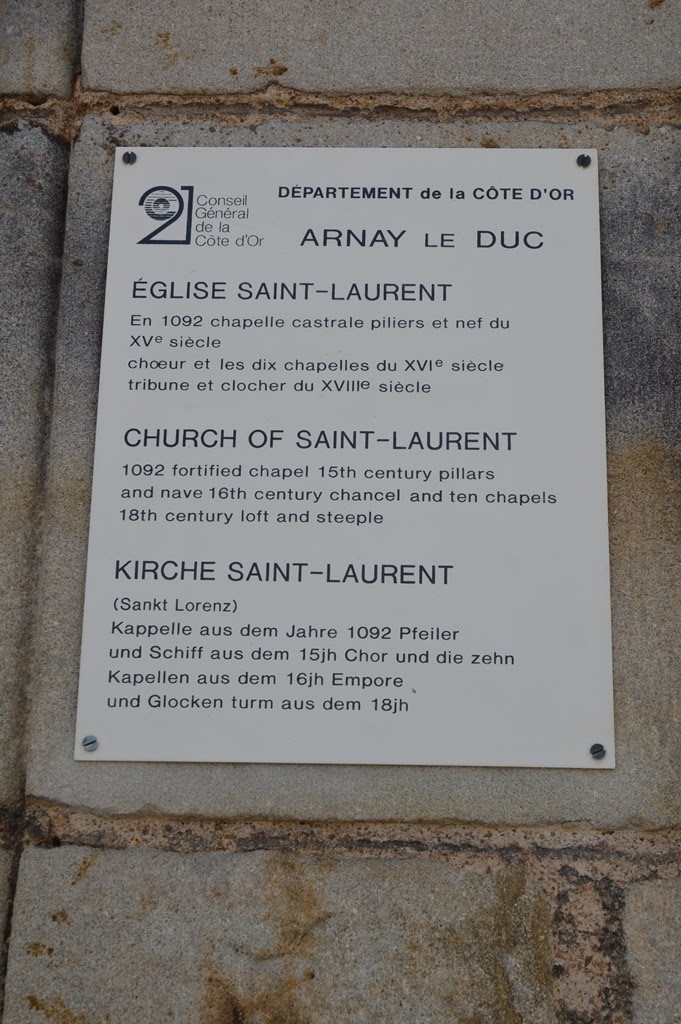 21
Conseil
Général
de la
Côte d'Or
DÉPARTEMENT de la CÔTE D'OR
ARNAY LE DUC
ÉGLISE SAINT-LAURENT
En 1092 chapelle castrale piliers et nef du
XVe siècle
chœur et les dix chapelles du XVIe siècle
tribune et clocher du XVIIIe siècle
CHURCH OF SAINT-LAURENT
1092 fortified chapel 15th century pillars
and nave 16th century chancel and ten chapels
18th century loft and steeple
KIRCHE SAINT-LAURENT
(Sankt Lorenz)
Kappelle aus dem Jahre 1092 Pfeiler
und Schiff aus dem 15jh Chor und die zehn
Kapellen aus dem 16jh Empore
und Glocken turm aus dem 18jh